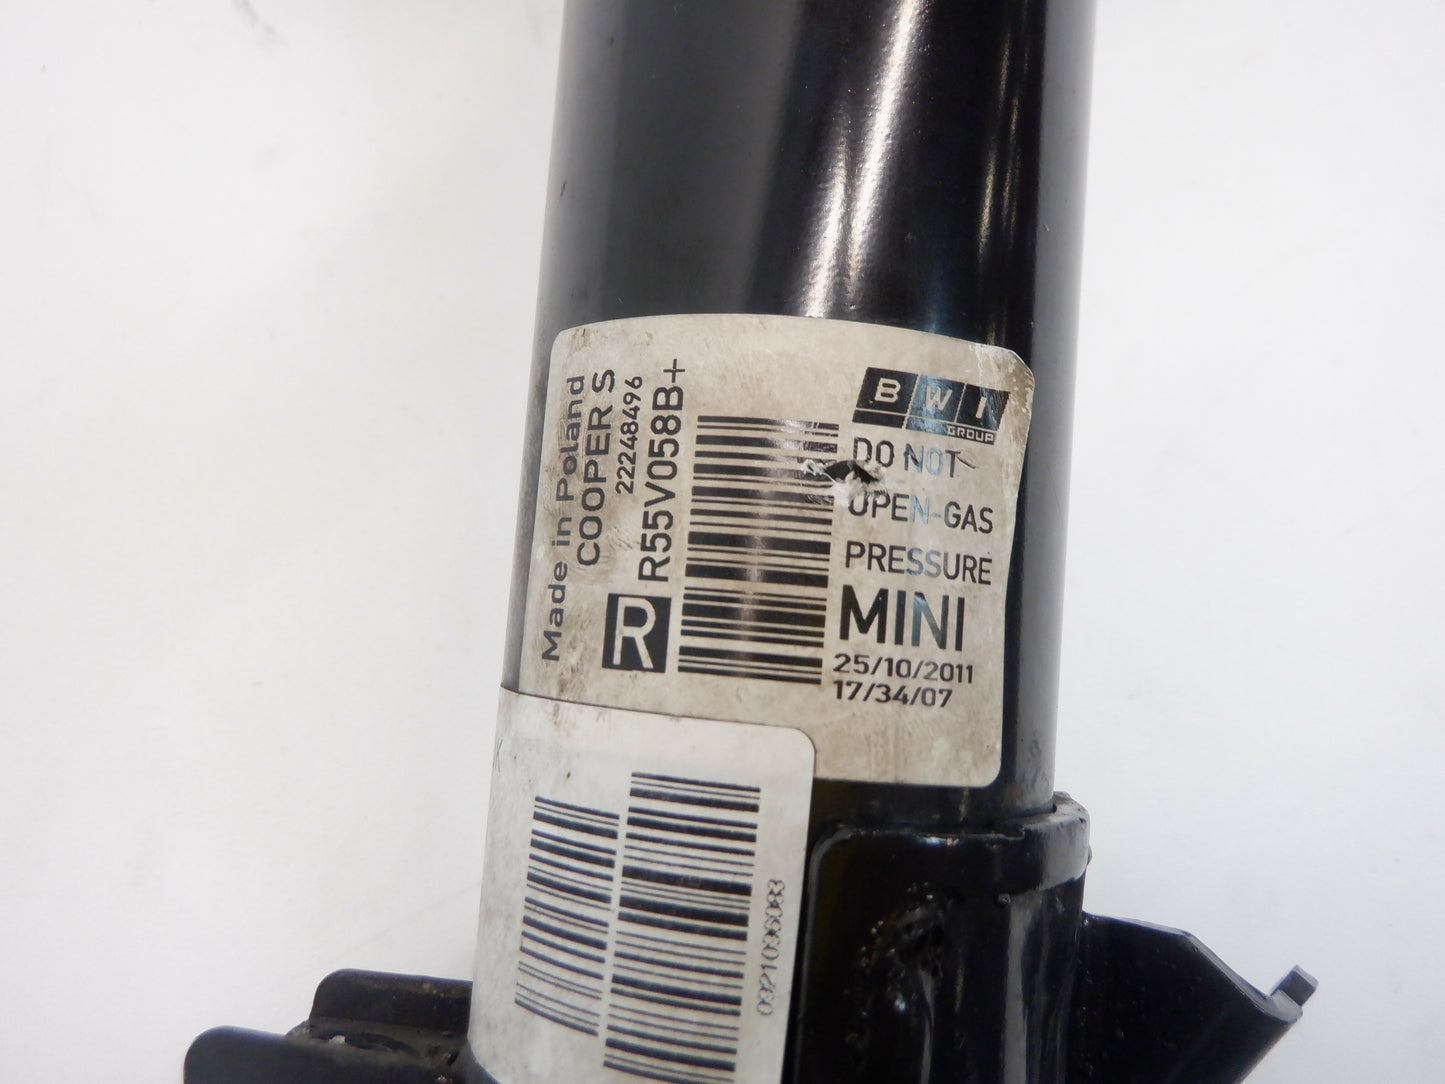 Made in Poland
COOPER S
22248496
R55V058B+
R
BWI
GROUP
DO NOT
OPEN-GAS
PRESSURE
MINI
25/10/2011
17/34/07
0921096083